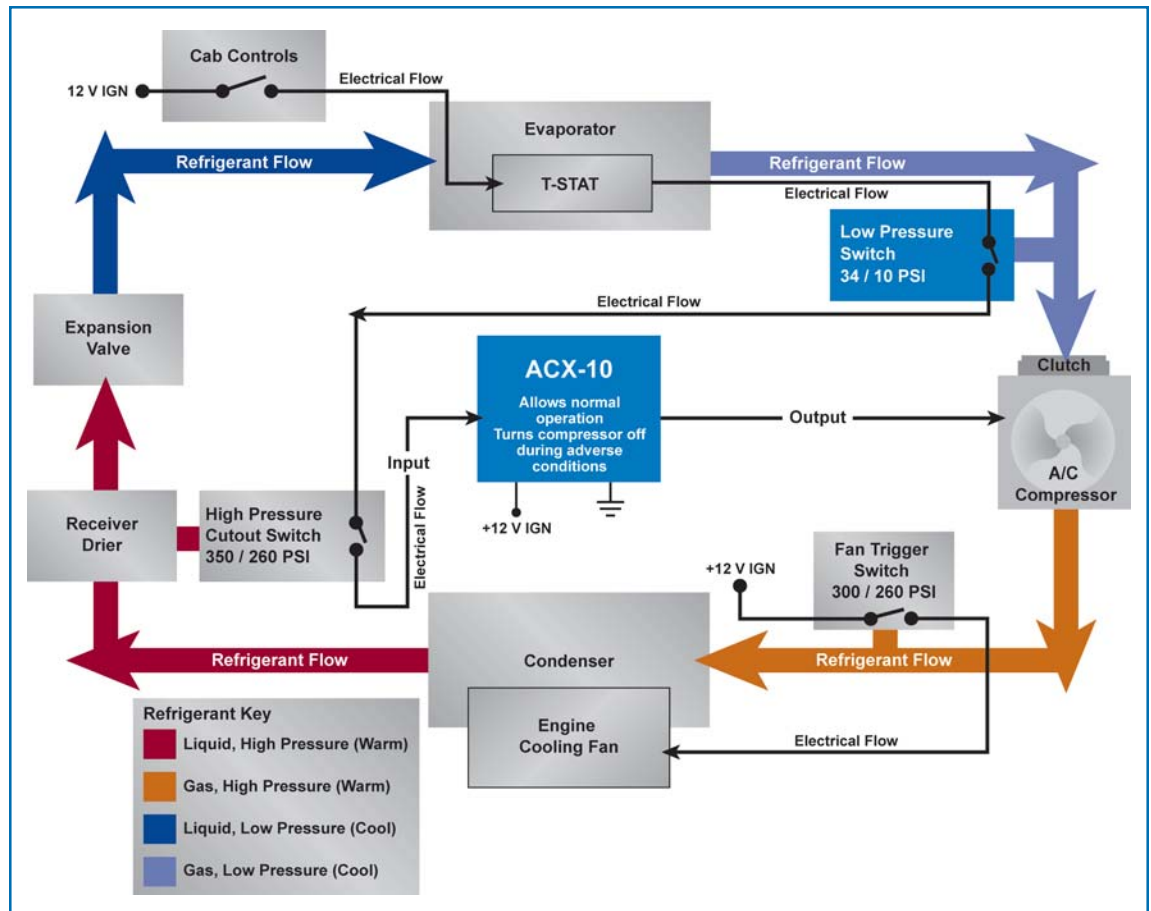 Cab Controls
12 V IGN
Electrical Flow
Evaporator
T-STAT
Refrigerant Flow
Refrigerant Flow
Electrical Flow
Low Pressure
Switch
34 / 10 PSI
Electrical Flow
Expansion
Valve
ACX-10
Allows normal
operation
Turns compressor off
during adverse
conditions
+12 V IGN
Input
Output
Clutch
A/C
Compressor
Receiver
Drier
High Pressure
Cutout Switch
350 / 260 PSI
Electrical Flow
+12 V IGN
Fan Trigger
Switch
300 / 260 PSI
Refrigerant Flow
Condenser
Refrigerant Flow
Engine
Cooling Fan
Electrical Flow
Refrigerant Key
Liquid, High Pressure (Warm)
Gas, High Pressure (Warm)
Liquid, Low Pressure (Cool)
Gas, Low Pressure (Cool)